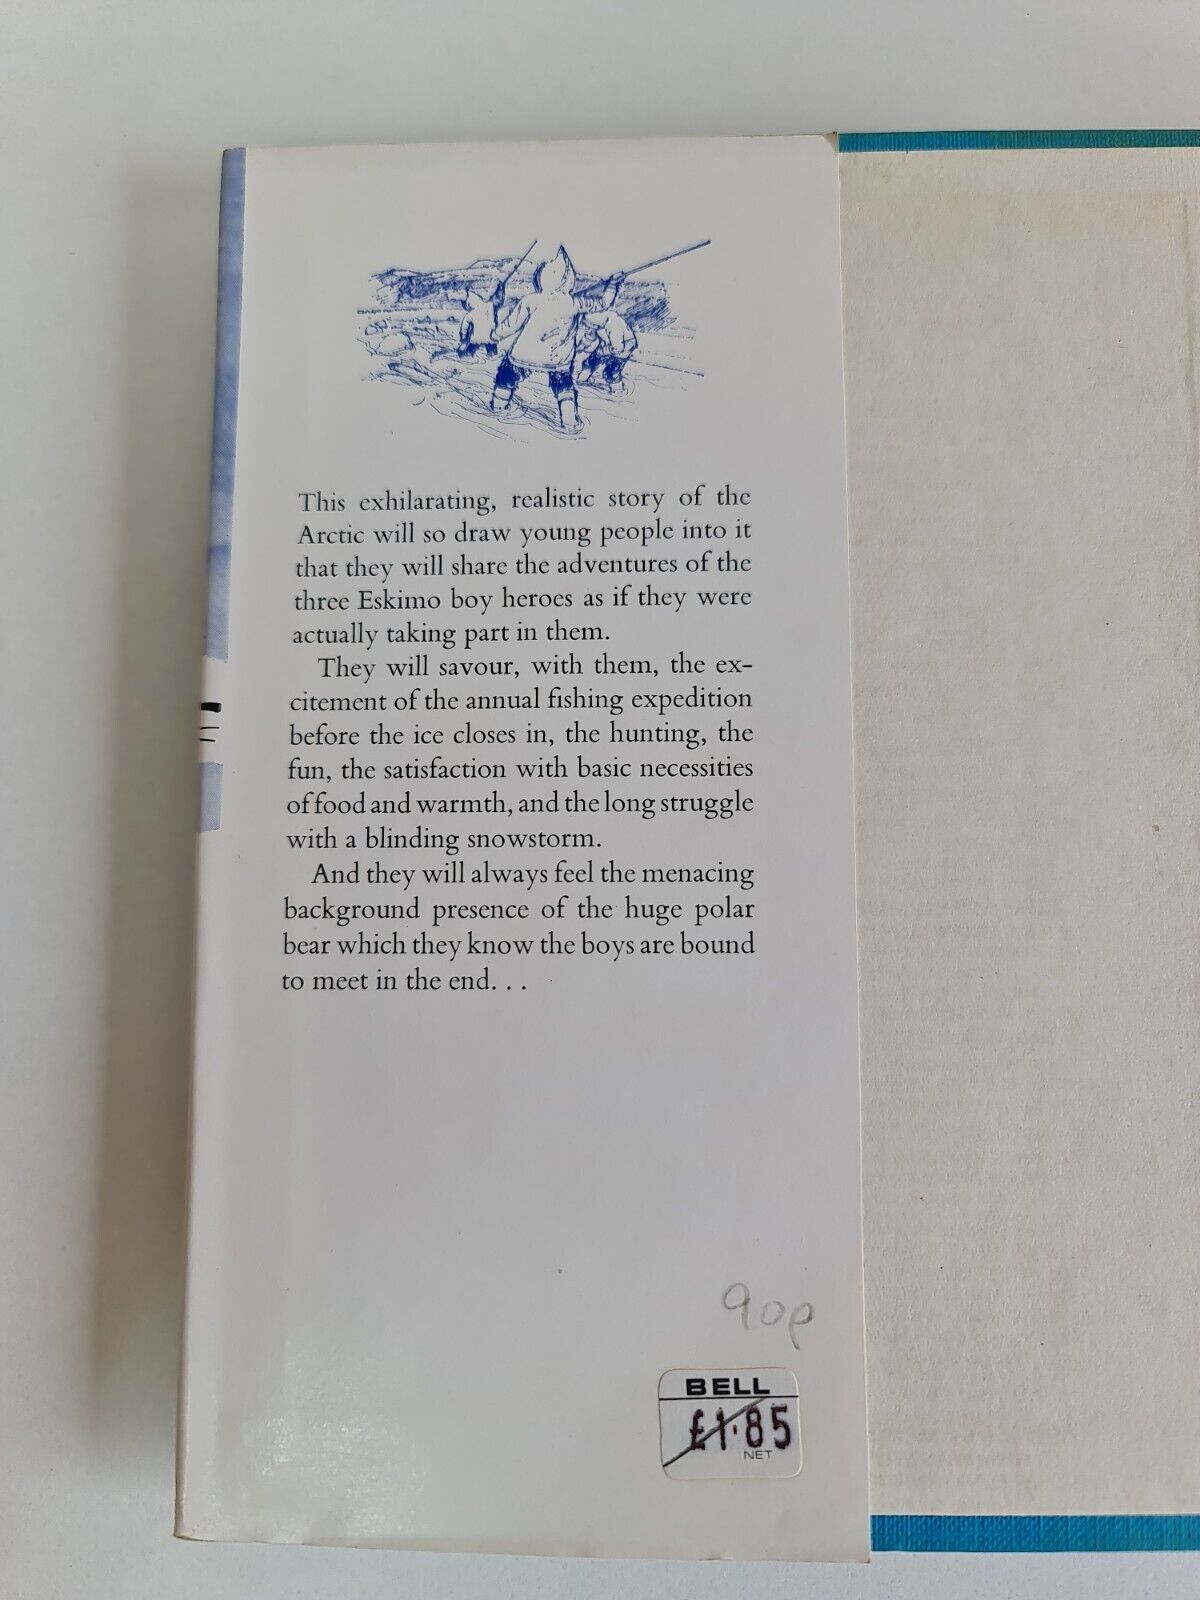 This exhilarating, realistic story of the
Arctic will so draw young people into it
that they will share the adventures of the
three Eskimo boy heroes as if they were
actually taking part in them.
They will savour, with them, the ex-
citement of the annual fishing expedition
before the ice closes in, the hunting, the
fun, the satisfaction with basic necessities
of food and warmth, and the long struggle
with a blinding snowstorm.
And they will always feel the menacing
background presence of the huge polar
bear which they know the boys are bound
to meet in the end. . .
90p
BELL
£1.85
NET